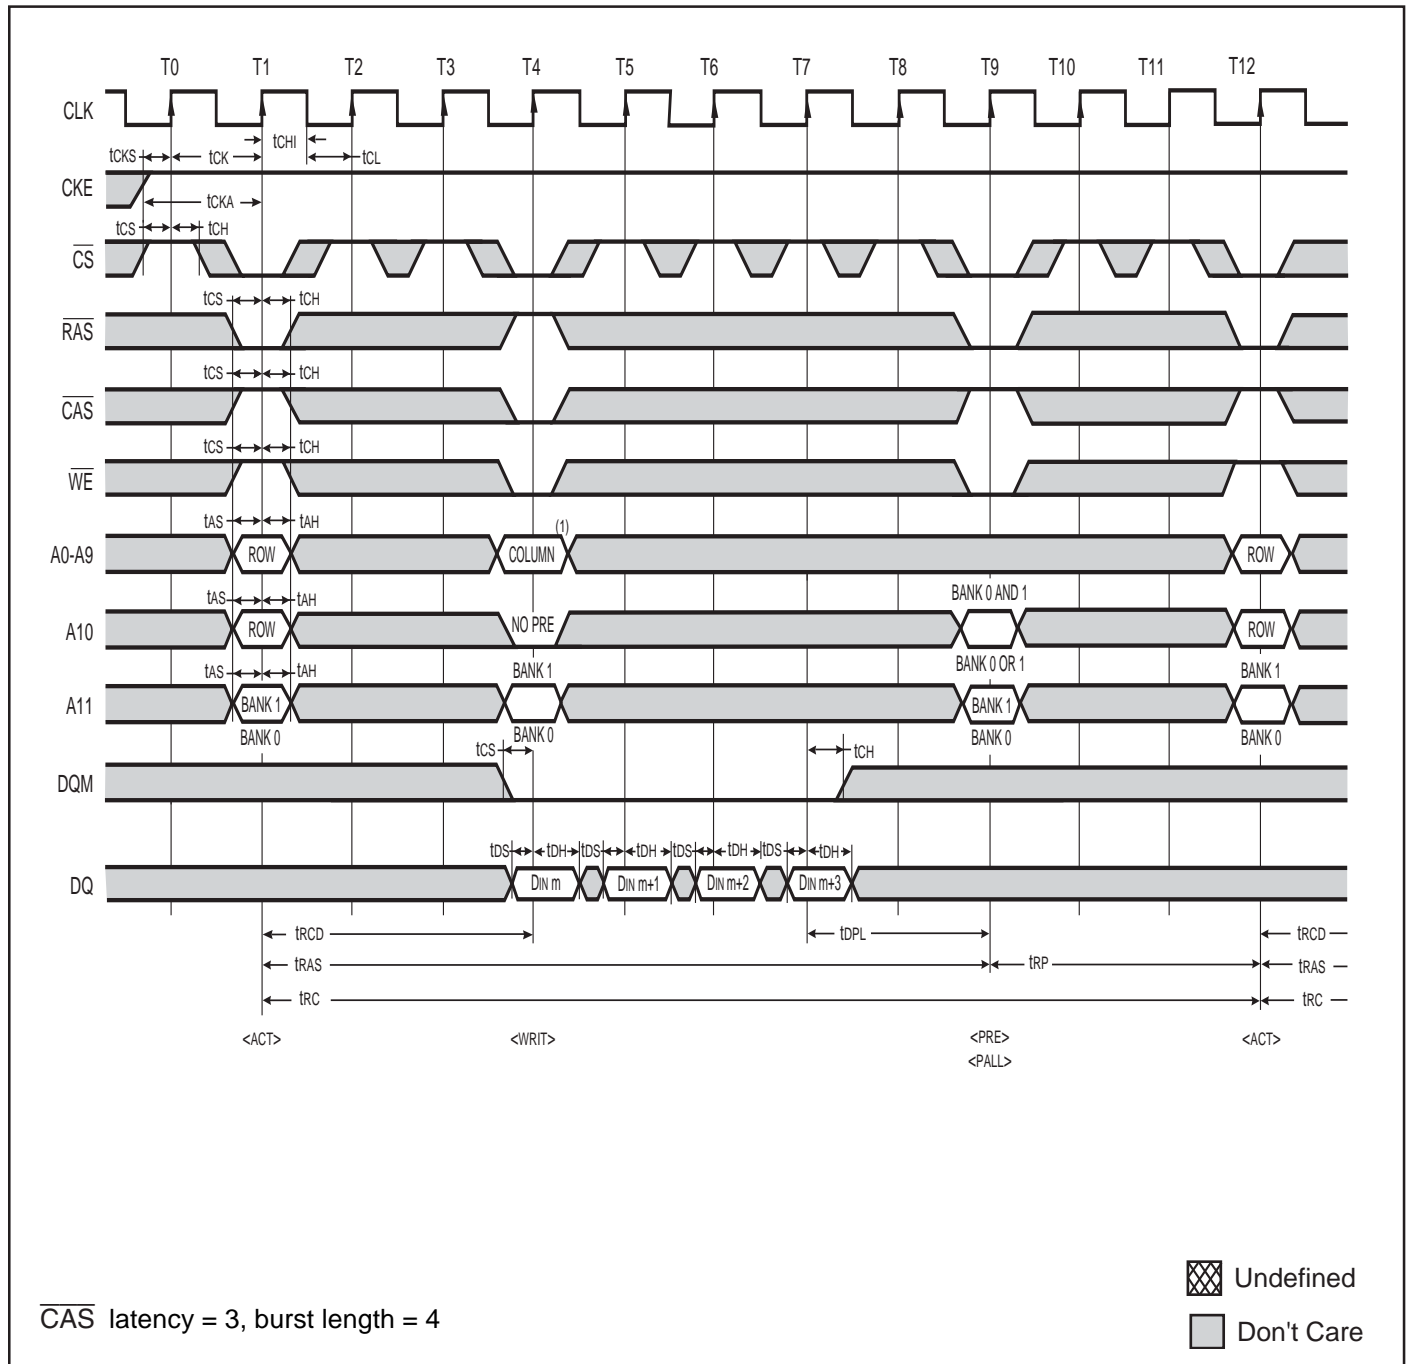 T0 T1 T2 T3 T4 T5 T6 T7 T8 T9 T10 T11 T12
CLK
tCHI
tCKS tCK tCL
CKE
tCKA
tCS tCH
CS
tCS tCH
RAS
tCS tCH
CAS
tCS tCH
WE
tAS tAH (1)
A0-A9 ROW COLUMN ROW
tAS tAH BANK 0 AND 1
A10 ROW NO PRE ROW
tAS tAH BANK 1 BANK 0 OR 1 BANK 1
A11 BANK 1 BANK 1
BANK 0 BANK 0 BANK 0 BANK 0
tCS tCH
DQM
tDS tDH tDS tDH tDS tDH tDS tDH
DQ DIN m DIN m+1 DIN m+2 DIN m+3
tRCD tDPL tRCD
tRAS tRP tRAS
tRC tRC
<ACT> <WRIT> <PRE> <ACT>
<PALL>
Undefined
CAS latency = 3, burst length = 4
Don't Care